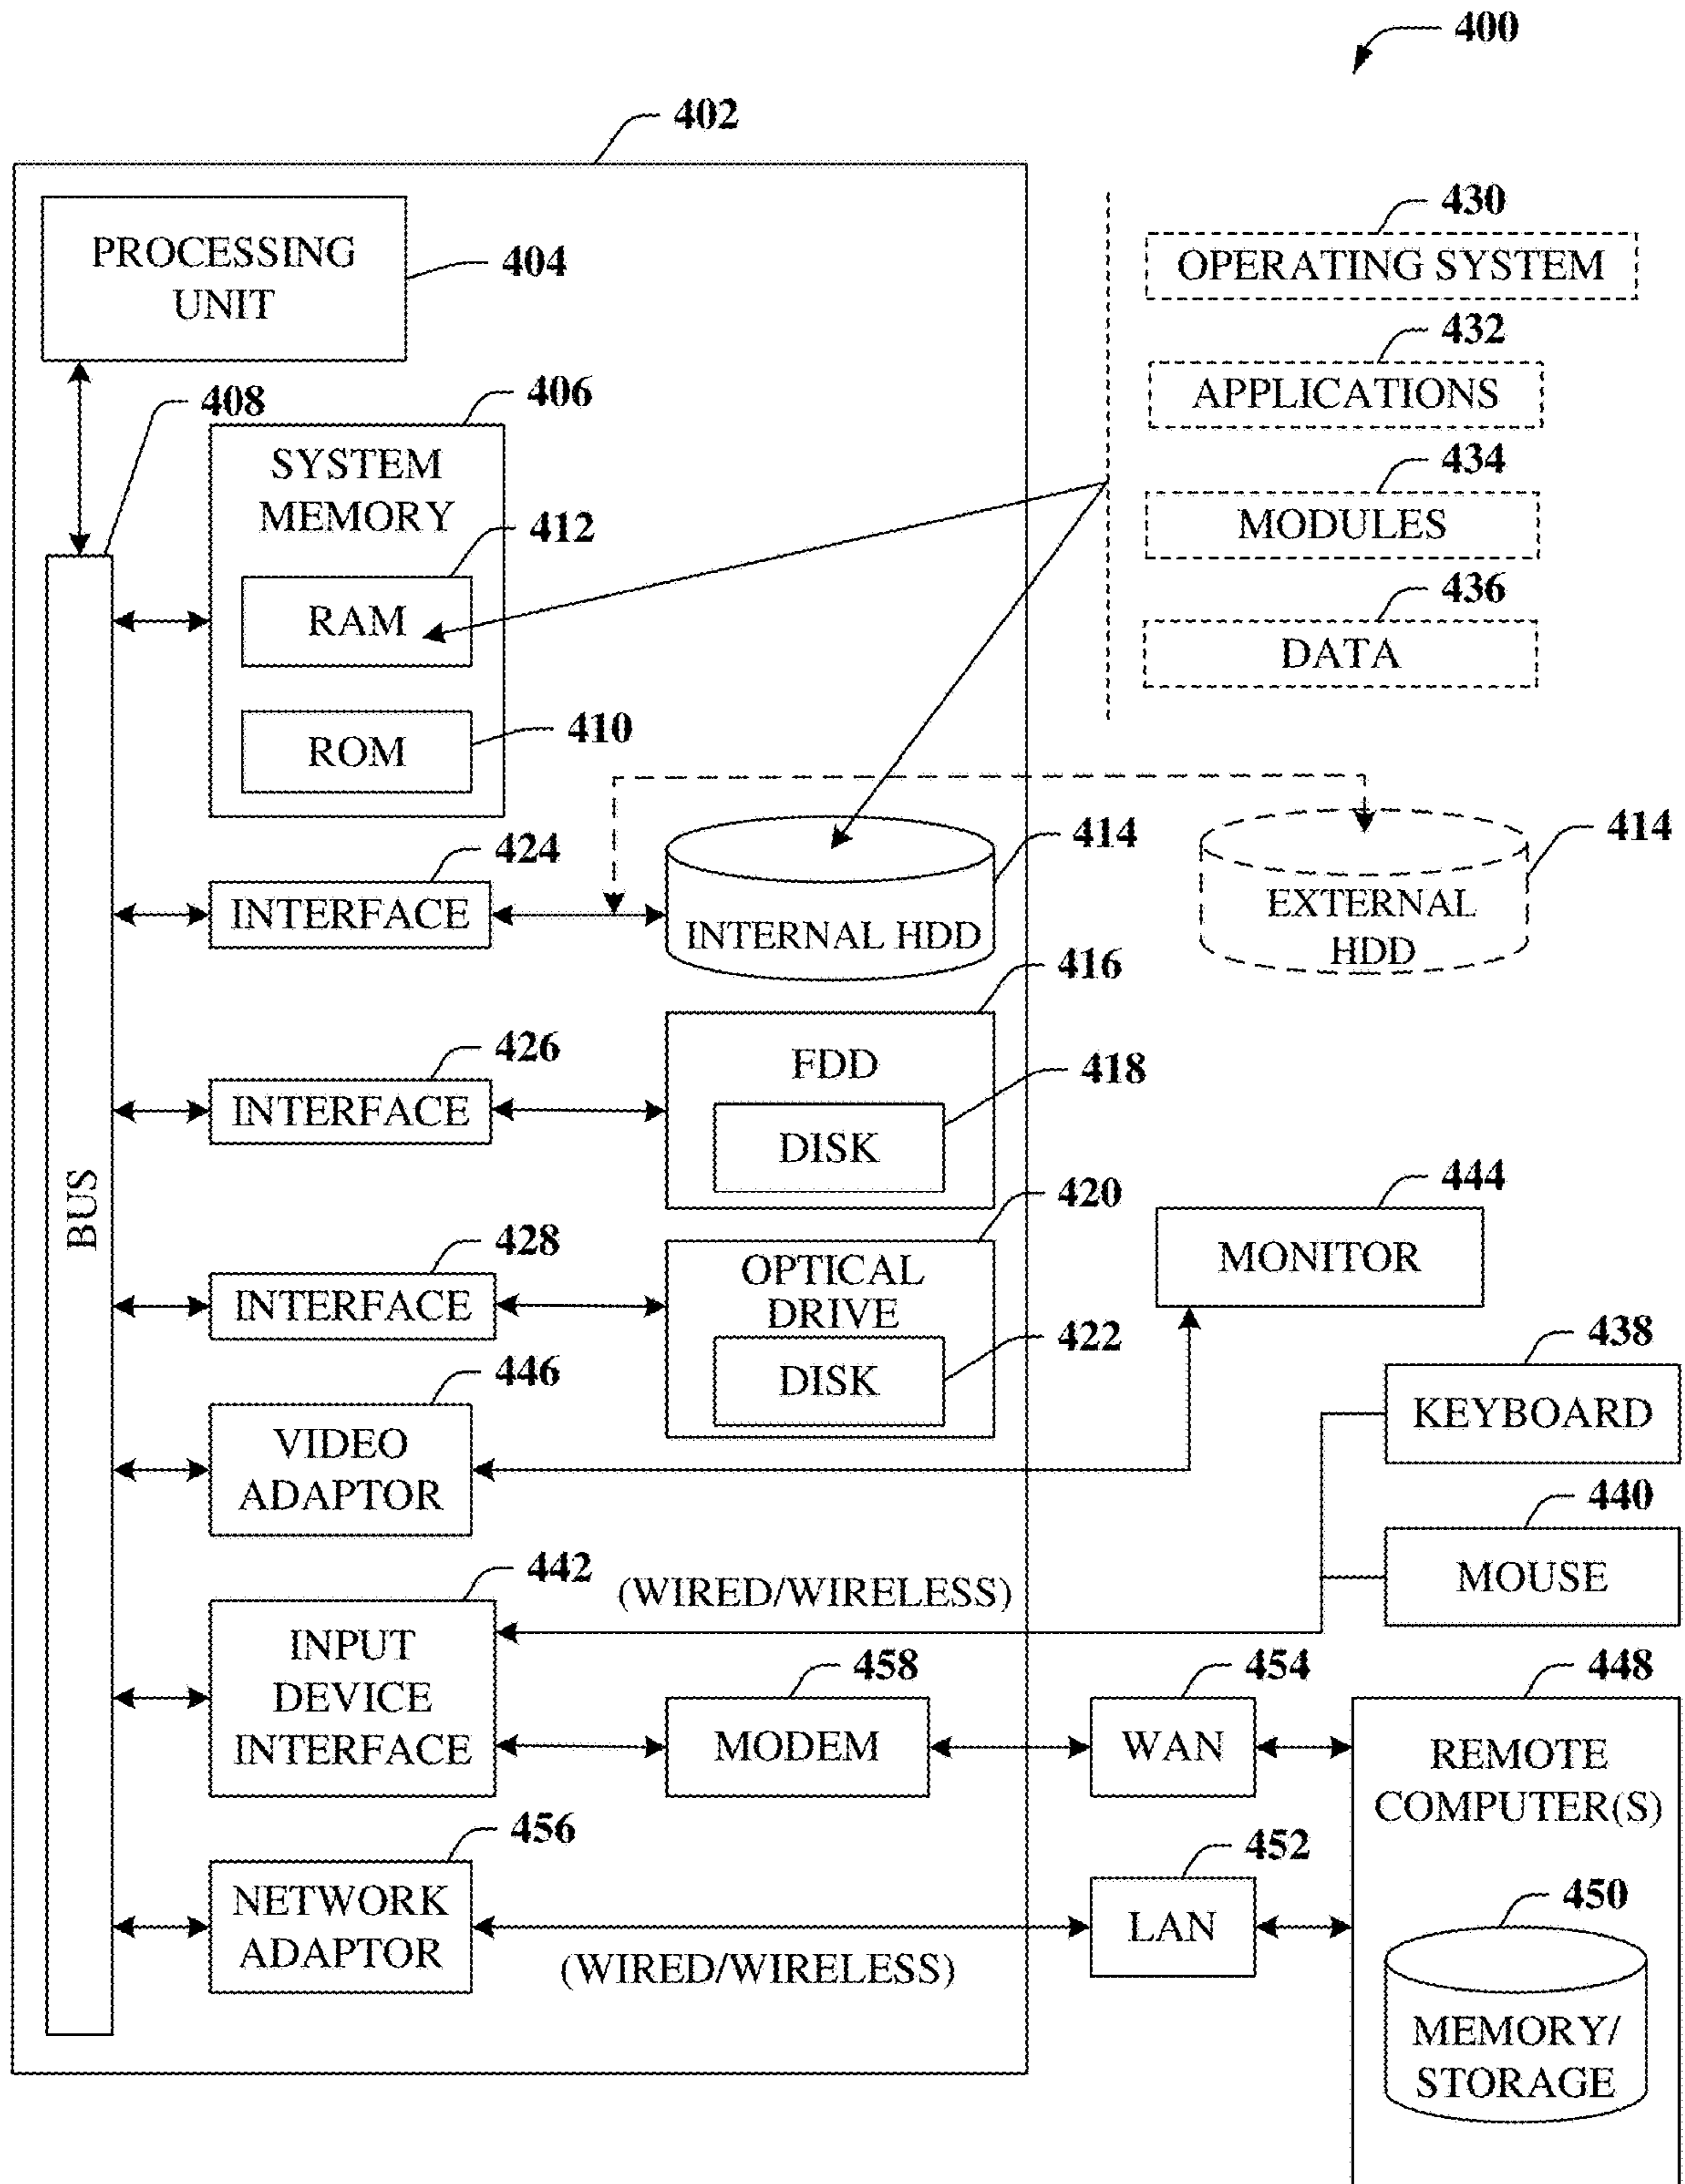 400
402
PROCESSING
UNIT
404
430
OPERATING SYSTEM
432
APPLICATIONS
434
MODULES
436
DATA
408
406
SYSTEM
MEMORY
412
RAM
410
ROM
BUS
424
INTERFACE
414
INTERNAL HDD
414
EXTERNAL
HDD
426
INTERFACE
416
FDD
418
DISK
428
INTERFACE
420
OPTICAL
DRIVE
422
DISK
444
MONITOR
446
VIDEO
ADAPTOR
438
KEYBOARD
440
MOUSE
442
(WIRED/WIRELESS)
INPUT
DEVICE
INTERFACE
458
MODEM
454
WAN
448
REMOTE
COMPUTER(S)
456
NETWORK
ADAPTOR
(WIRED/WIRELESS)
452
LAN
450
MEMORY/
STORAGE